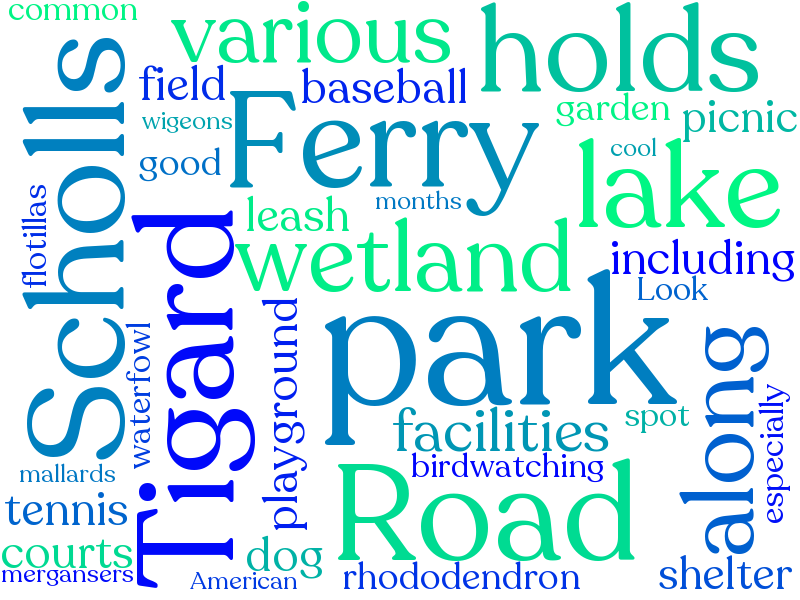 common
various
holds
field
baseball
garden
picnic
wigeons
Ferry
good
cool
months
lake
Scholls
flotillas
leash
wetland
including
Look
Tigard
park
playground
waterfowl
along
especially
facilities
spot
birdwatching
mallards
Road
tennis
courts
dog
shelter
mergansers
American
rhododendron